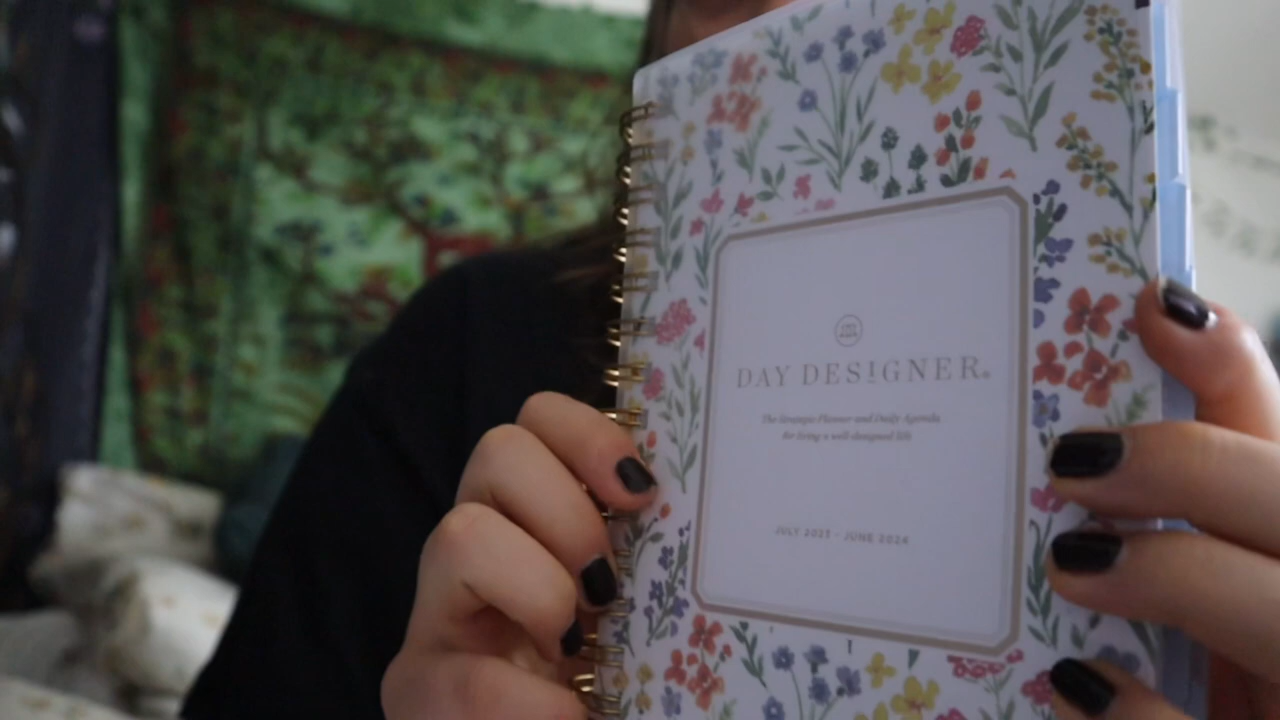 DAY DESIGNER®
The Strategic Planner and Daily Agenda
for living a well-designed life
JULY 2023 - JUNE 2024